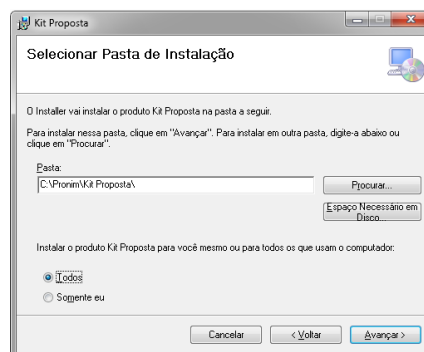 Kit Proposta
Selecionar Pasta de Instalação
O Installer vai instalar o produto Kit Proposta na pasta a seguir.
Para instalar nessa pasta, clique em "Avançar". Para instalar em outra pasta, digite-a abaixo ou
clique em "Procurar".
Pasta:
C:\Pronim\Kit Proposta\
Procurar...
Espaço Necessário em
Disco...
Instalar o produto Kit Proposta para você mesmo ou para todos os que usam o computador:
Todos
Somente eu
Cancelar
< Voltar
Avançar >